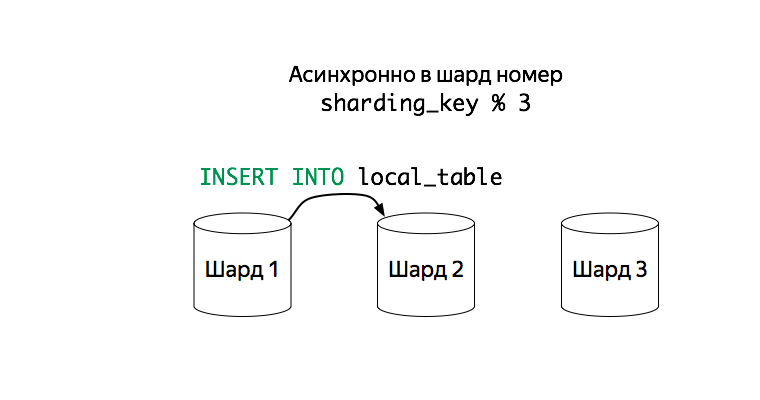 Асинхронно в шард номер
sharding_key % 3
INSERT INTO local_table
Шард 1
Шард 2
Шард 3